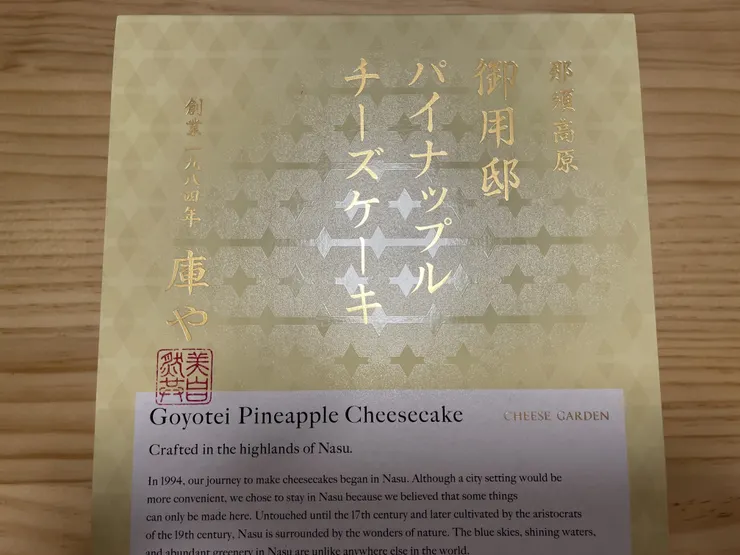 那須高原
御用邸
パイナップル
チーズケーキ
創業 一九八四年
庫や
Goyotei Pineapple Cheesecake
CHEESE GARDEN
Crafted in the highlands of Nasu.
In 1994, our journey to make cheesecakes began in Nasu. Although a city setting would be
more convenient, we chose to stay in Nasu because we believed that some things
can only be made here. Untouched until the 17th century and later cultivated by the aristocrats
of the 19th century, Nasu is surrounded by the wonders of nature. The blue skies, shining waters,
and abundant greenery in Nasu are unlike anywhere else in the world.